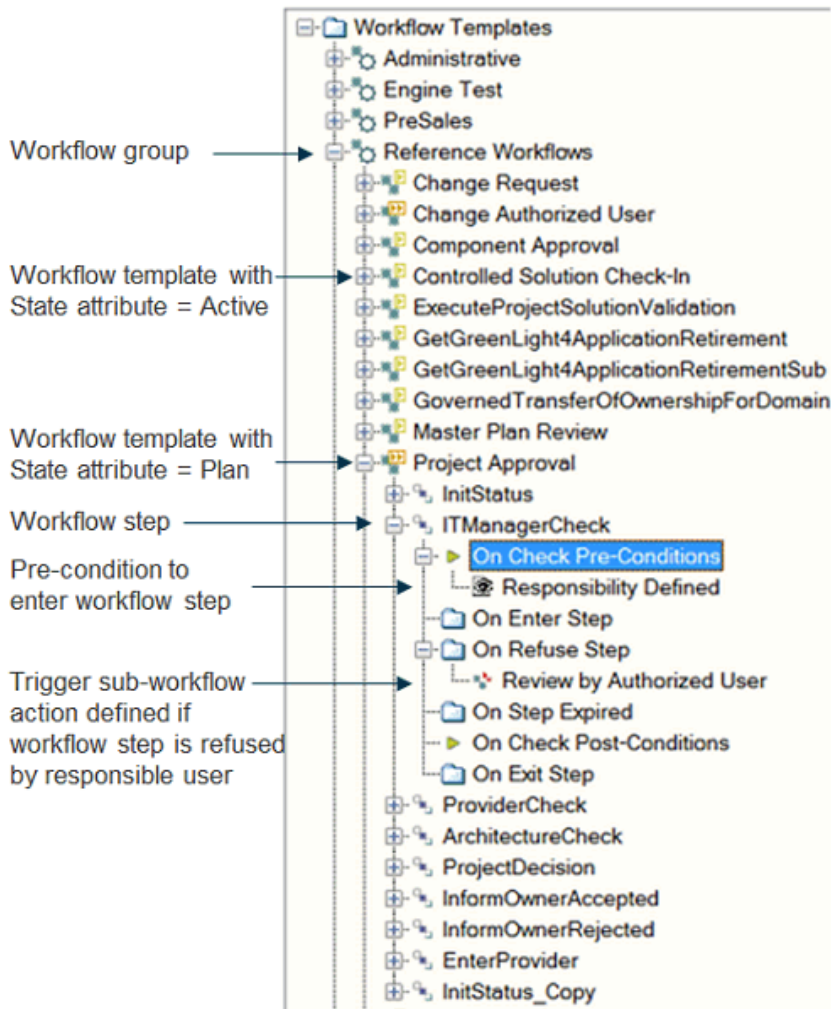 Workflow Templates
Administrative
Engine Test
PreSales
Workflow group
Reference Workflows
Change Request
Change Authorized User
Component Approval
Workflow template with
State attribute = Active
Controlled Solution Check-In
ExecuteProjectSolutionValidation
GetGreenLight4ApplicationRetirement
GetGreenLight4ApplicationRetirementSub
GovernedTransferOfOwnershipForDomain
Master Plan Review
Workflow template with
State attribute = Plan
Project Approval
InitStatus
Workflow step
ITManagerCheck
On Check Pre-Conditions
Pre-condition to
enter workflow step
Responsibility Defined
On Enter Step
On Refuse Step
Trigger sub-workflow
action defined if
workflow step is refused
by responsible user
Review by Authorized User
On Step Expired
On Check Post-Conditions
On Exit Step
ProviderCheck
ArchitectureCheck
ProjectDecision
InformOwnerAccepted
InformOwnerRejected
EnterProvider
InitStatus_Copy